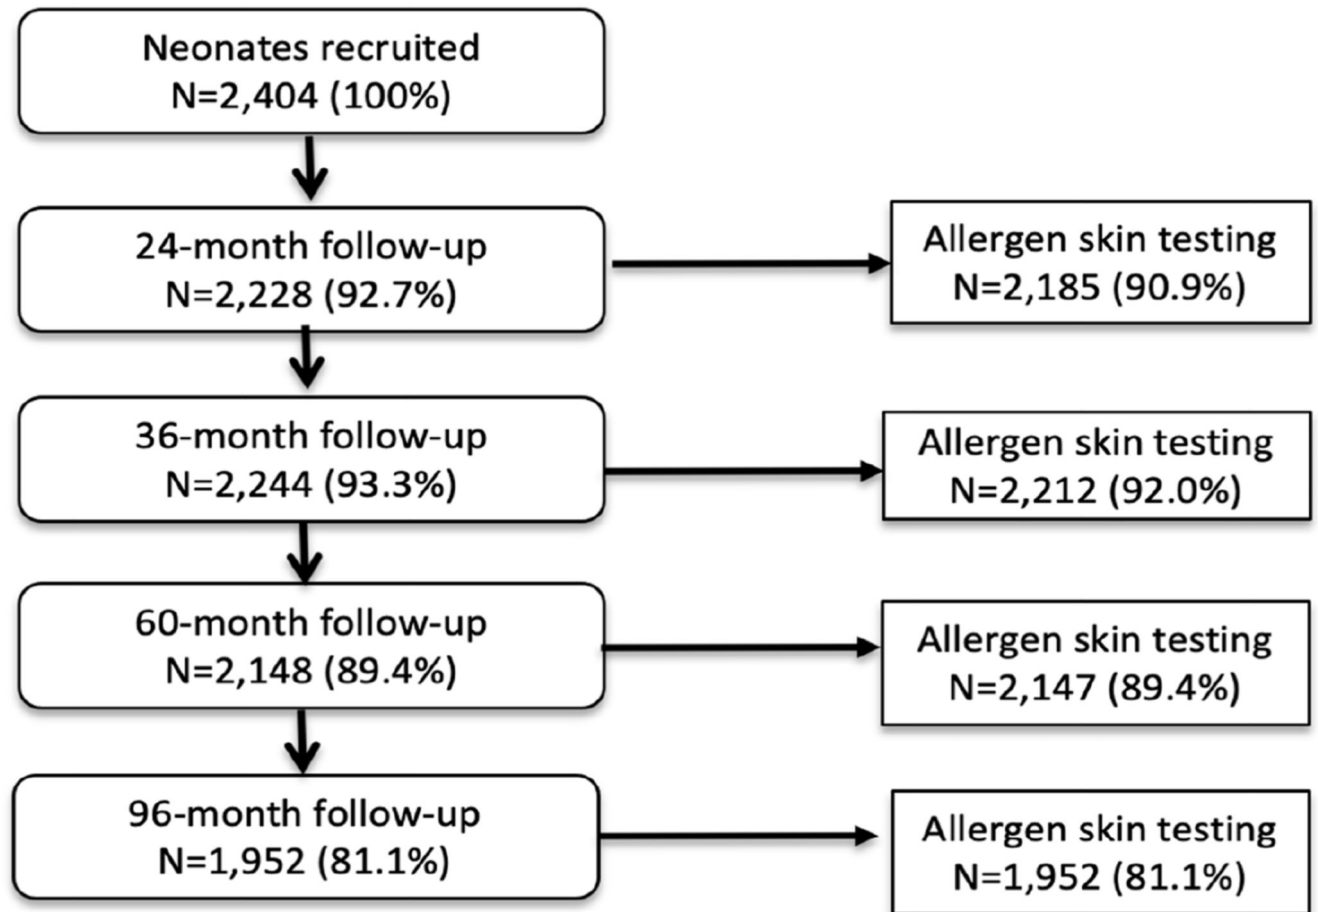 Neonates recruited
N=2,404 (100%)
24-month follow-up
N=2,228 (92.7%)
Allergen skin testing
N=2,185 (90.9%)
36-month follow-up
N=2,244 (93.3%)
Allergen skin testing
N=2,212 (92.0%)
60-month follow-up
N=2,148 (89.4%)
Allergen skin testing
N=2,147 (89.4%)
96-month follow-up
N=1,952 (81.1%)
Allergen skin testing
N=1,952 (81.1%)